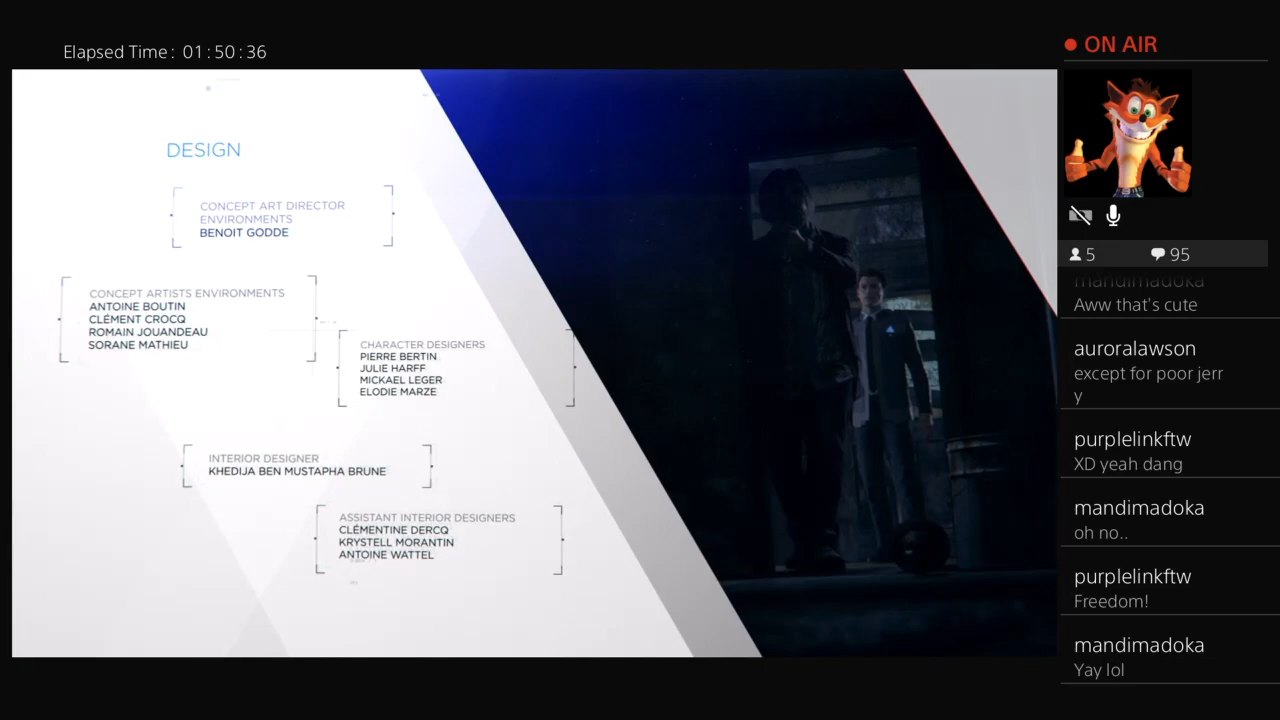 Elapsed Time: 01:50:36
ON AIR
DESIGN
CONCEPT ART DIRECTOR
ENVIRONMENTS
BENOIT GODDE
CONCEPT ARTISTS ENVIRONMENTS
ANTOINE BOUTIN
CLÉMENT CROCQ
ROMAIN JOUANDEAU
SORANE MATHIEU
CHARACTER DESIGNERS
PIERRE BERTIN
JULIE HARFF
MICKAEL LEGER
ELODIE MARZE
INTERIOR DESIGNER
KHEDIJA BEN MUSTAPHA BRUNE
ASSISTANT INTERIOR DESIGNERS
CLÉMENTINE DERCQ
KRYSTELL MORANTIN
ANTOINE WATTEL
5 95
mandimadoka
Aww that's cute
auroralawson
except for poor jerr
y
purplelinkftw
XD yeah dang
mandimadoka
oh no..
purplelinkftw
Freedom!
mandimadoka
Yay lol